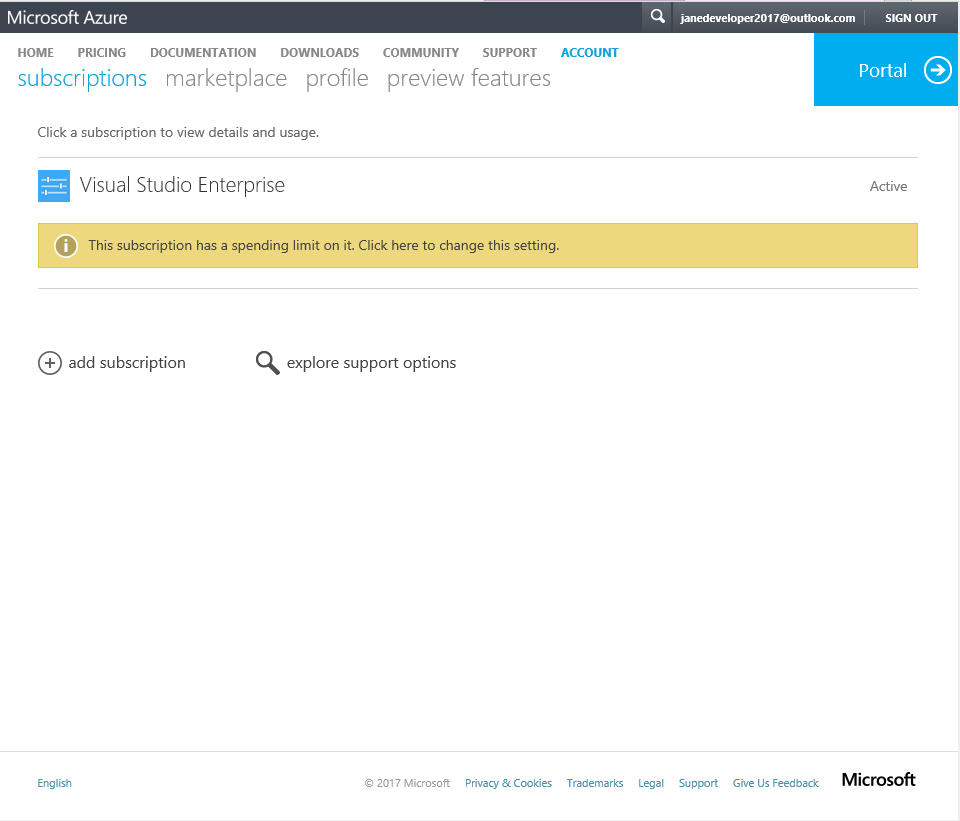 Microsoft Azure janedeveloper2017@outlook.com SIGN OUT
HOME PRICING DOCUMENTATION DOWNLOADS COMMUNITY SUPPORT ACCOUNT
subscriptions marketplace profile preview features
Portal
Click a subscription to view details and usage.
Visual Studio Enterprise Active
This subscription has a spending limit on it. Click here to change this setting.
add subscription explore support options
English © 2017 Microsoft Privacy & Cookies Trademarks Legal Support Give Us Feedback Microsoft